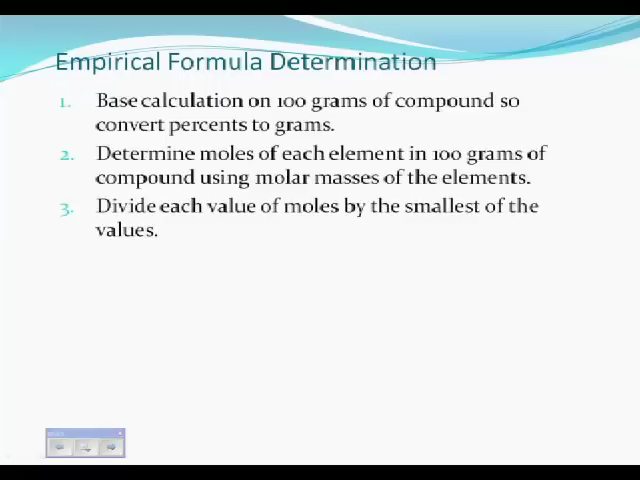 Empirical Formula Determination
1. Base calculation on 100 grams of compound so
convert percents to grams.
2. Determine moles of each element in 100 grams of
compound using molar masses of the elements.
3. Divide each value of moles by the smallest of the
values.